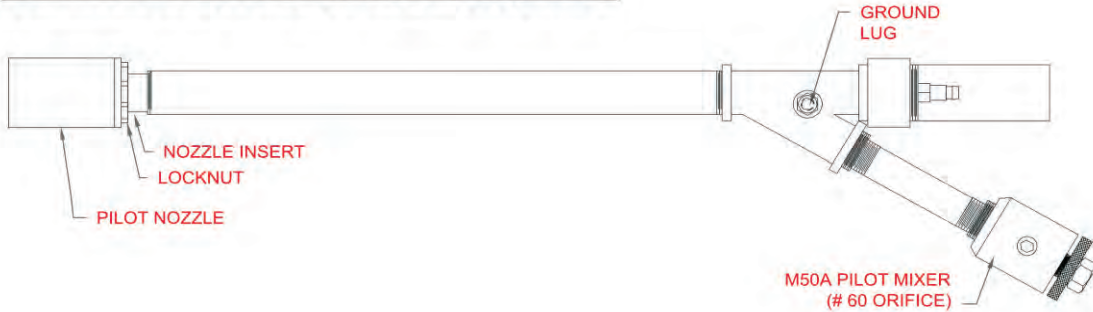 GROUND
LUG
NOZZLE INSERT
LOCKNUT
PILOT NOZZLE
M50A PILOT MIXER
(# 60 ORIFICE)